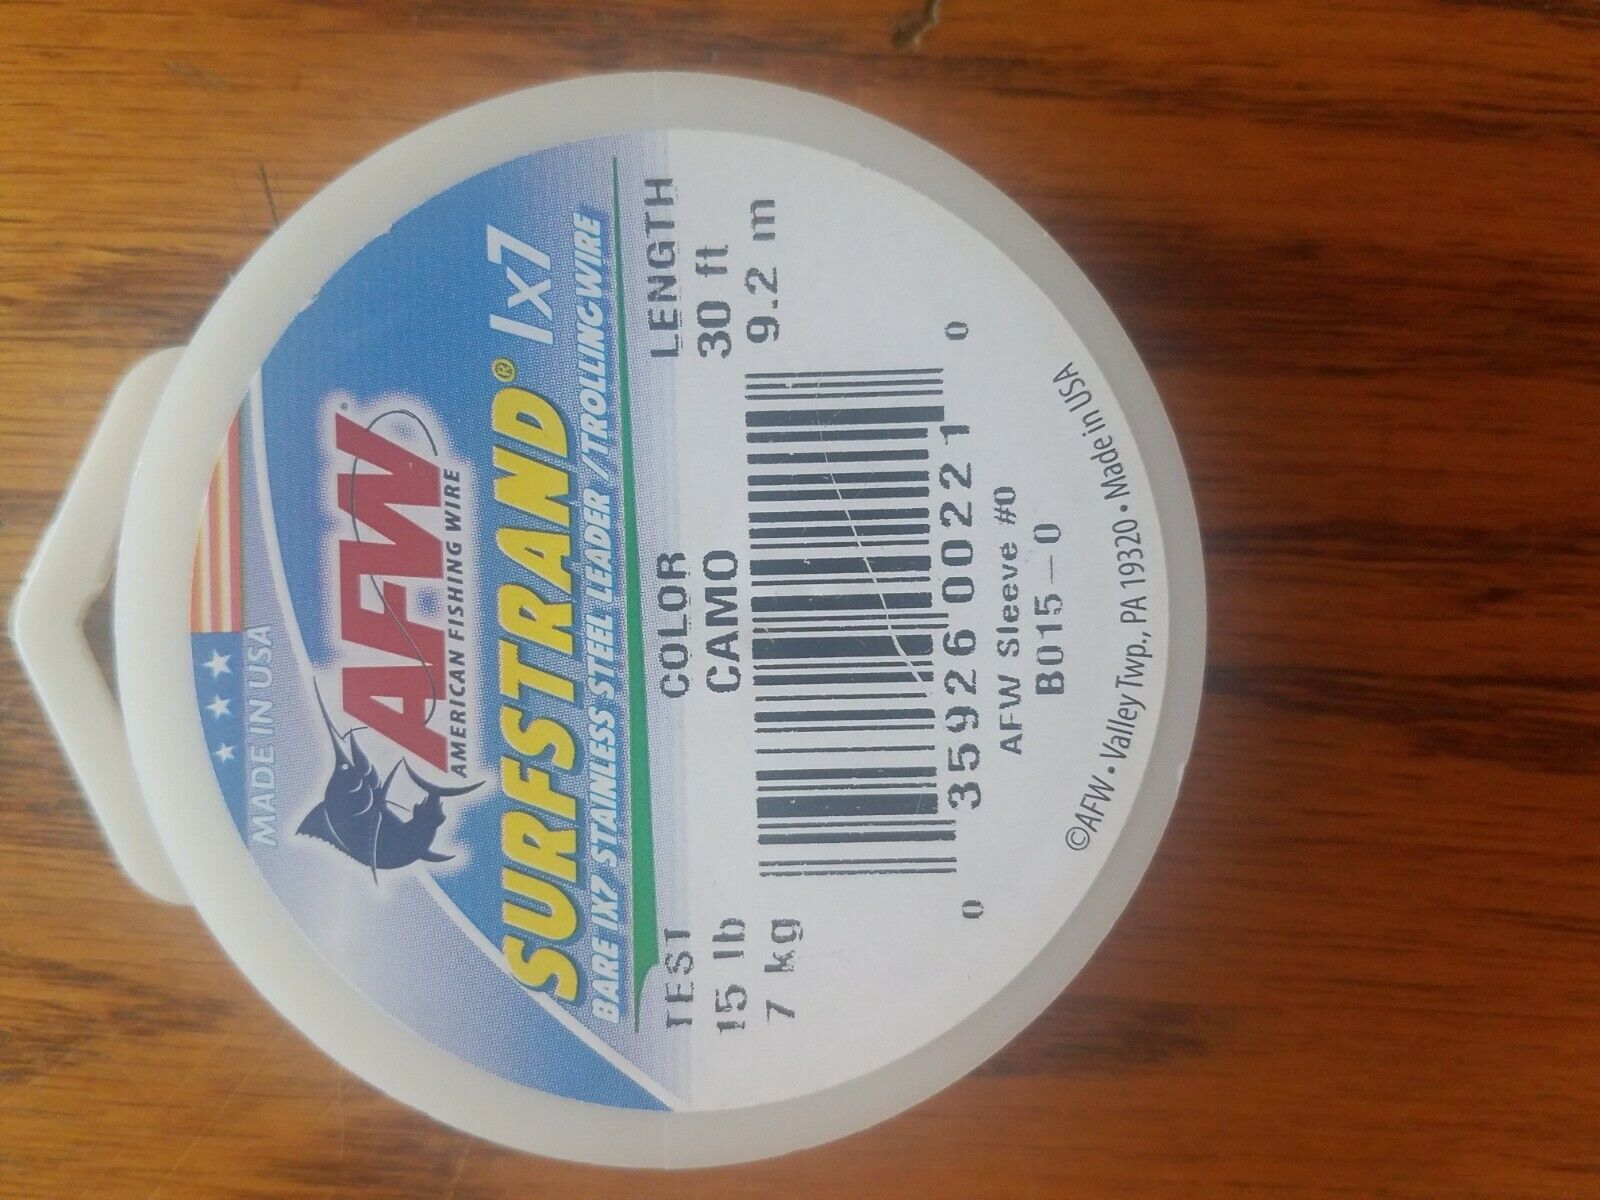 MADE IN USA
AFW
AMERICAN FISHING WIRE
SURFSTRAND® 1x7
BARE 1X7 STAINLESS STEEL LEADER/TROLLING WIRE
TEST COLOR LENGTH
15 lb CAMO 30 ft
7 kg 9.2 m
0 35926 00221 0
AFW Sleeve #0
B015-0
©AFW • Valley Twp., PA 19320 • Made in USA